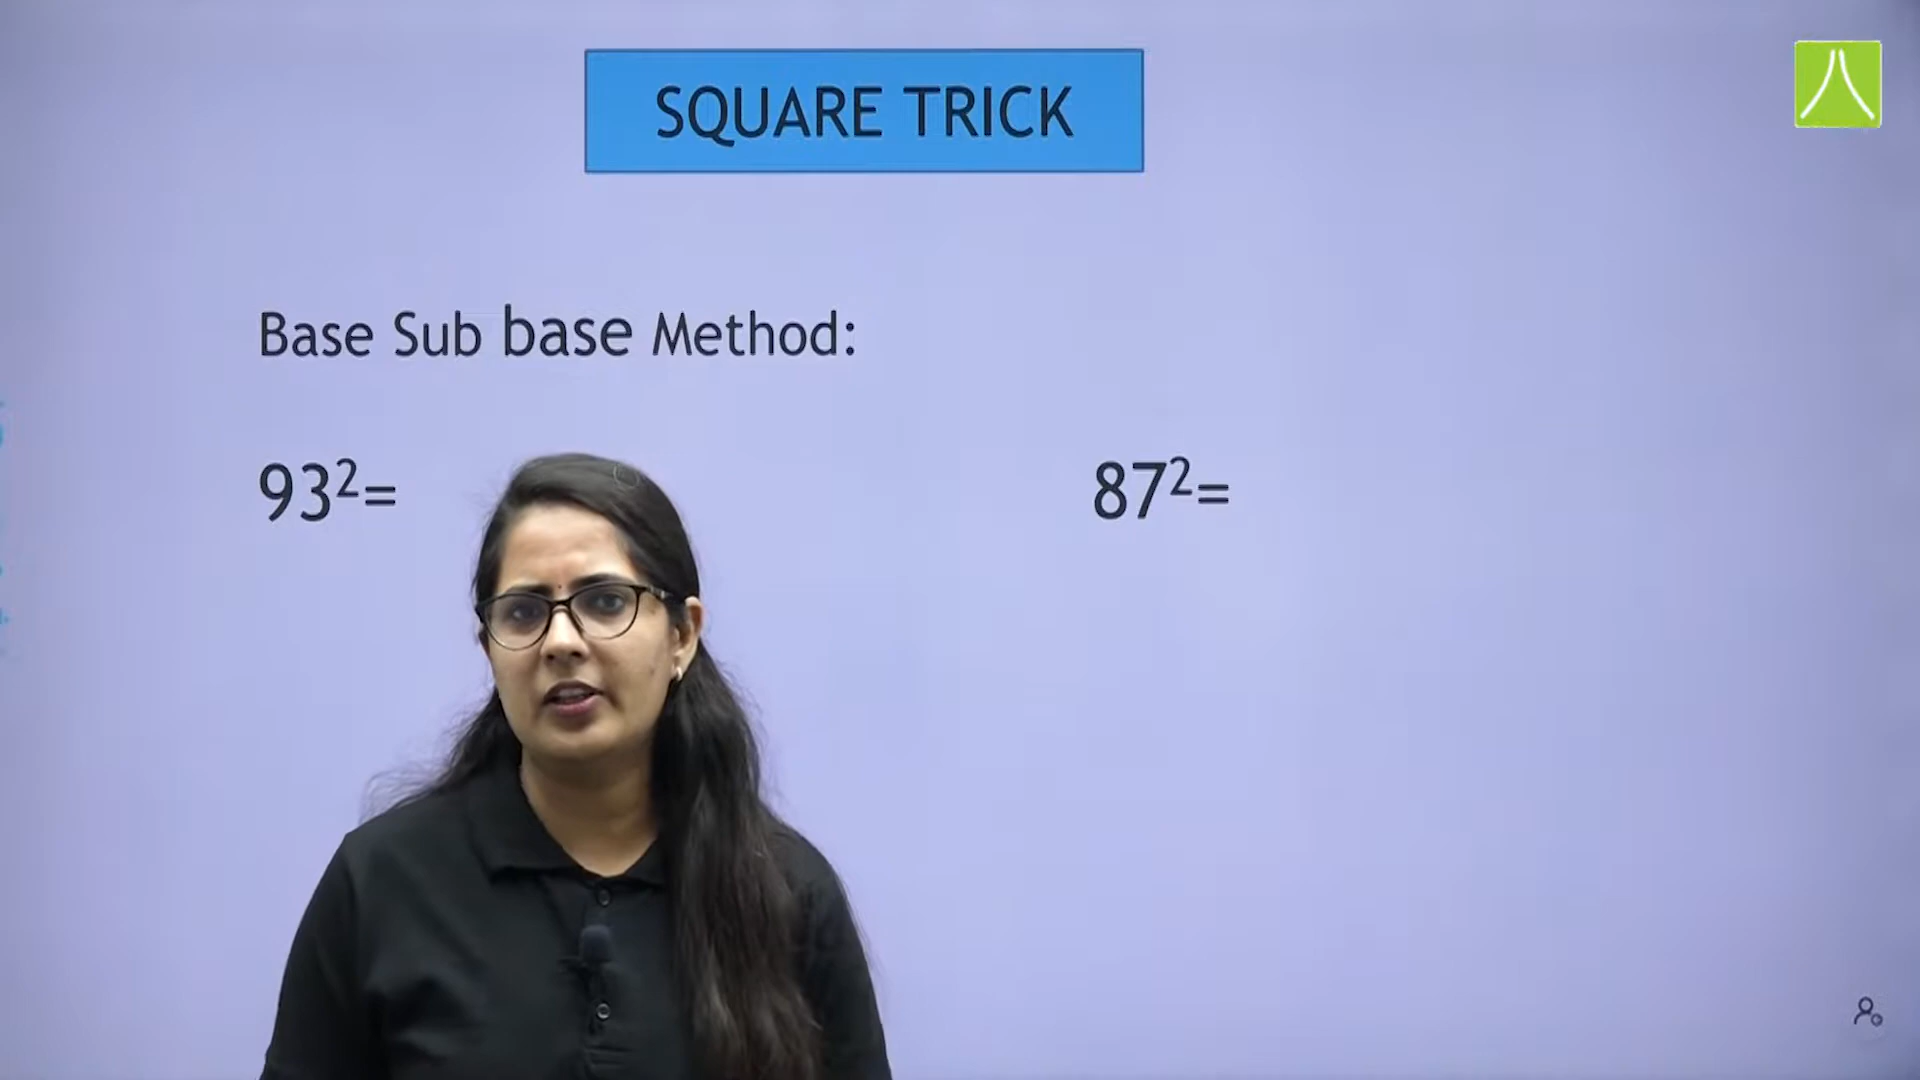 SQUARE TRICK
Base Sub base Method:
93²=
87²=